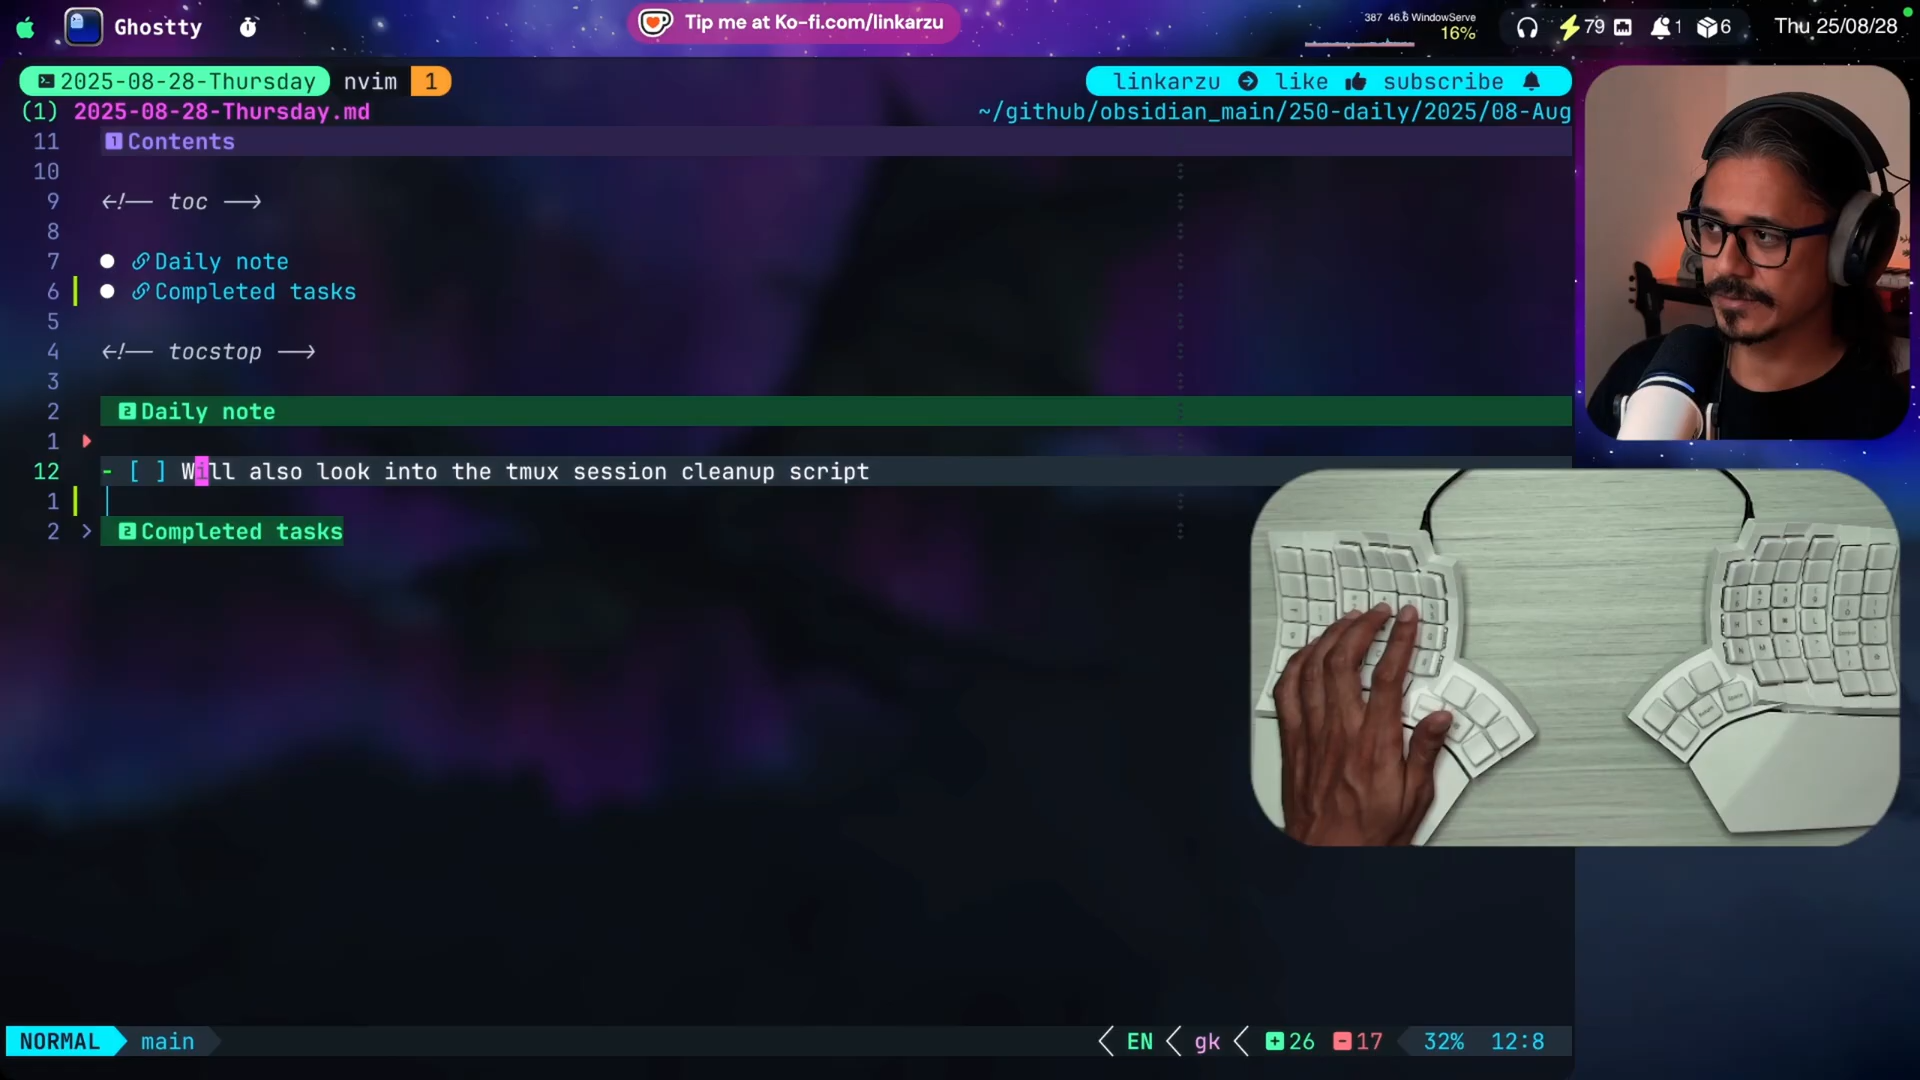 Ghostty
Tip me at Ko-fi.com/linkarzu
387 46.6 WindowServe
16%
79
1
6
Thu 25/08/28
2025-08-28-Thursday nvim 1
linkarzu like subscribe
(1) 2025-08-28-Thursday.md
~/github/obsidian_main/250-daily/2025/08-Aug
11 1 Contents
10
9 <!-- toc -->
8
7 Daily note
6 Completed tasks
5
4 <!-- tocstop -->
3
2 2 Daily note
1
12 - [ ] Will also look into the tmux session cleanup script
1
2 > 2 Completed tasks
NORMAL main
EN gk + 26 - 17 32% 12:8